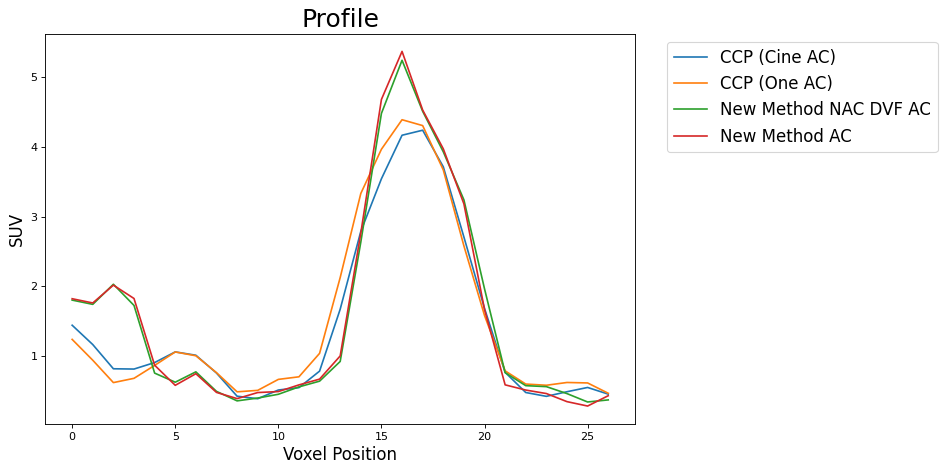 Profile
5
4
3
2
1
SUV
0
5
10
15
20
25
Voxel Position
CCP (Cine AC)
CCP (One AC)
New Method NAC DVF AC
New Method AC